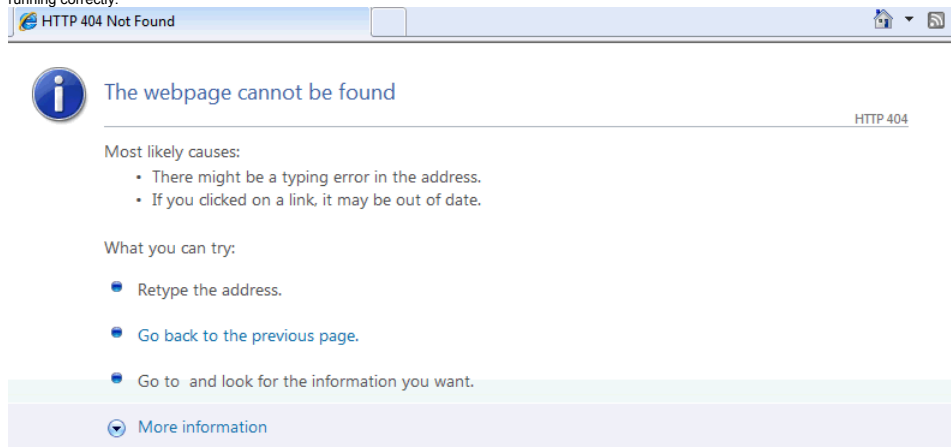 running correctly.
HTTP 404 Not Found
The webpage cannot be found
HTTP 404
Most likely causes:
• There might be a typing error in the address.
• If you clicked on a link, it may be out of date.
What you can try:
Retype the address.
Go back to the previous page.
Go to  and look for the information you want.
More information